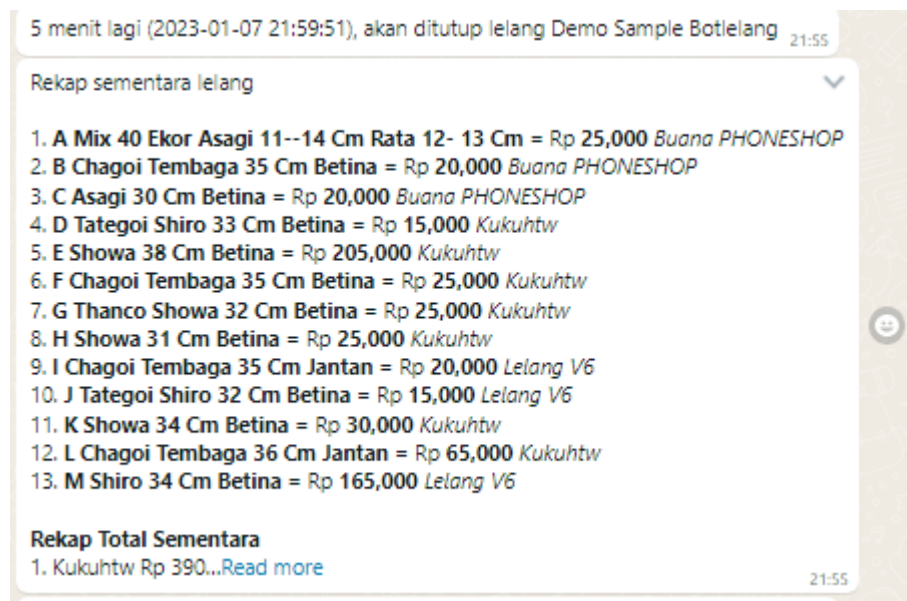 5 menit lagi (2023-01-07 21:59:51), akan ditutup lelang Demo Sample Botlelang 21:55
Rekap sementara lelang
1. A Mix 40 Ekor Asagi 11--14 Cm Rata 12- 13 Cm = Rp 25,000 Buana PHONESHOP
2. B Chagoi Tembaga 35 Cm Betina = Rp 20,000 Buana PHONESHOP
3. C Asagi 30 Cm Betina = Rp 20,000 Buana PHONESHOP
4. D Tategoi Shiro 33 Cm Betina = Rp 15,000 Kukuhtw
5. E Showa 38 Cm Betina = Rp 205,000 Kukuhtw
6. F Chagoi Tembaga 35 Cm Betina = Rp 25,000 Kukuhtw
7. G Thanco Showa 32 Cm Betina = Rp 25,000 Kukuhtw
8. H Showa 31 Cm Betina = Rp 25,000 Kukuhtw
9. I Chagoi Tembaga 35 Cm Jantan = Rp 20,000 Lelang V6
10. J Tategoi Shiro 32 Cm Betina = Rp 15,000 Lelang V6
11. K Showa 34 Cm Betina = Rp 30,000 Kukuhtw
12. L Chagoi Tembaga 36 Cm Jantan = Rp 65,000 Kukuhtw
13. M Shiro 34 Cm Betina = Rp 165,000 Lelang V6
Rekap Total Sementara
1. Kukuhtw Rp 390...Read more
21:55